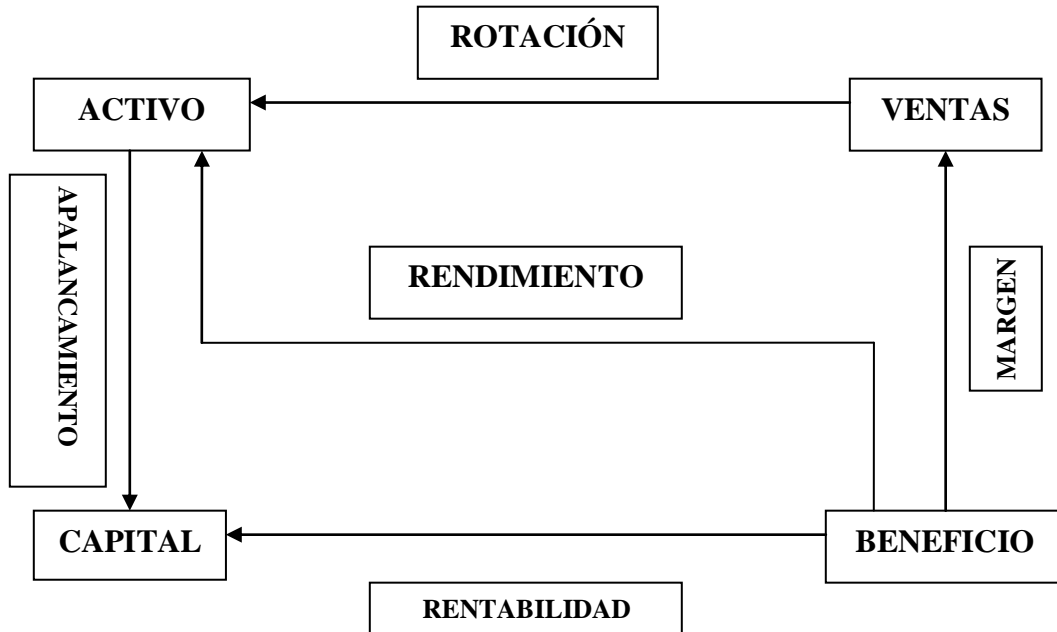 ROTACIÓN
ACTIVO
VENTAS
APALANCAMIENTO
RENDIMIENTO
MARGEN
CAPITAL
BENEFICIO
RENTABILIDAD